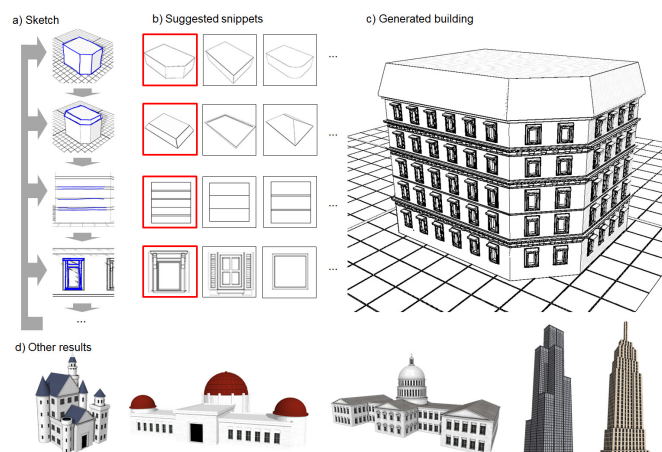 a) Sketch
b) Suggested snippets
c) Generated building
...
...
...
...
...
d) Other results